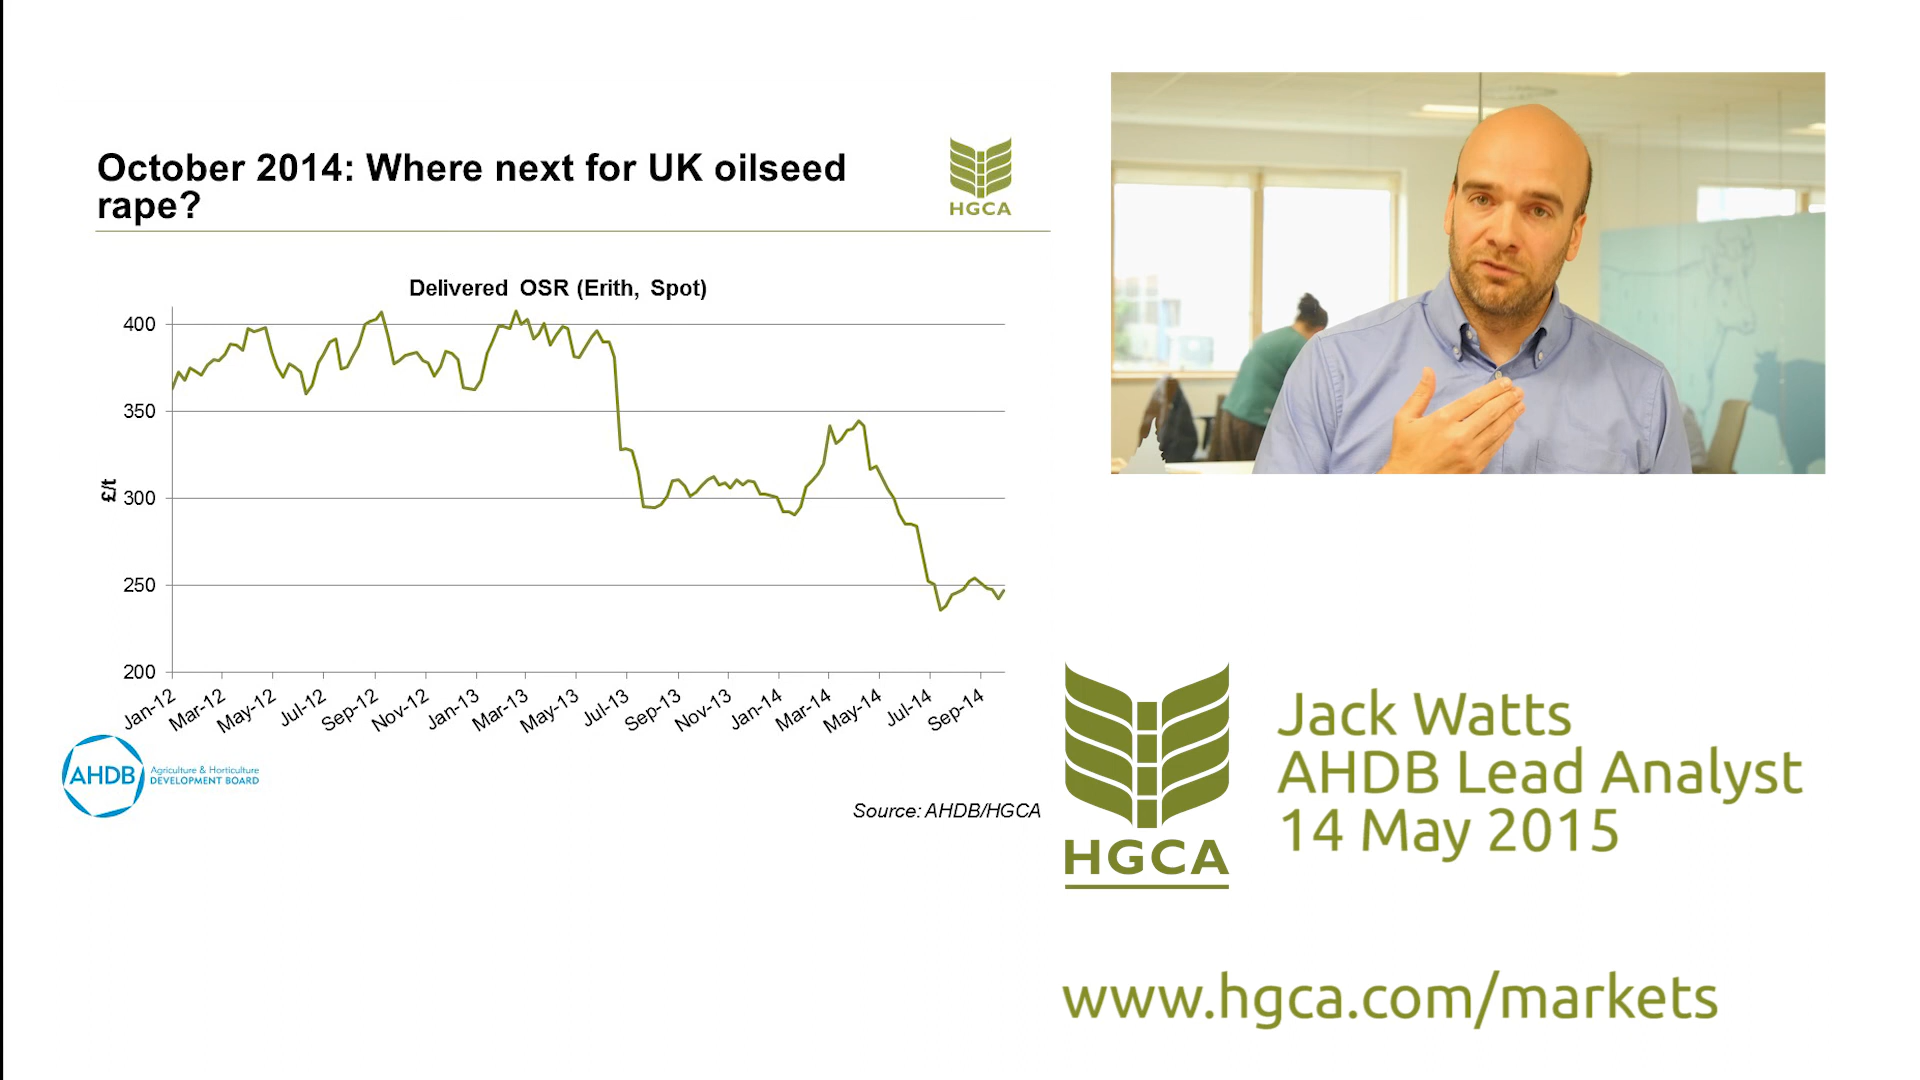 October 2014: Where next for UK oilseed
rape?
HGCA
Delivered OSR (Erith, Spot)
£/t
400
350
300
250
200
Jan-12
Mar-12
May-12
Jul-12
Sep-12
Nov-12
Jan-13
Mar-13
May-13
Jul-13
Sep-13
Nov-13
Jan-14
Mar-14
May-14
Jul-14
Sep-14
AHDB
Agriculture & Horticulture
DEVELOPMENT BOARD
Source: AHDB/HGCA
HGCA
Jack Watts
AHDB Lead Analyst
14 May 2015
www.hgca.com/markets